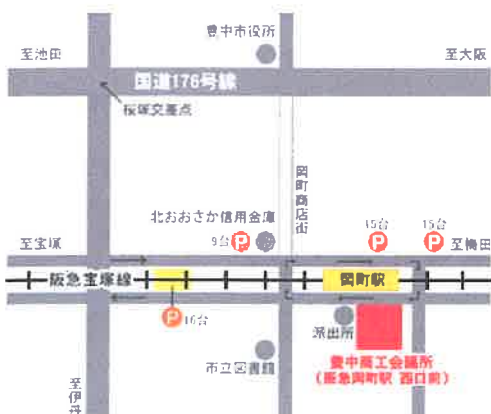 豊中市役所
至池田
至大阪
国道176号線
桜塚交差点
岡町商店街
北おおさか信用金庫
9台
P
15台
P
15台
P
至宝塚
至梅田
阪急宝塚線
岡町駅
P
16台
派出所
市立図書館
豊中商工会議所
(阪急岡町駅 西口前)
至伊丹